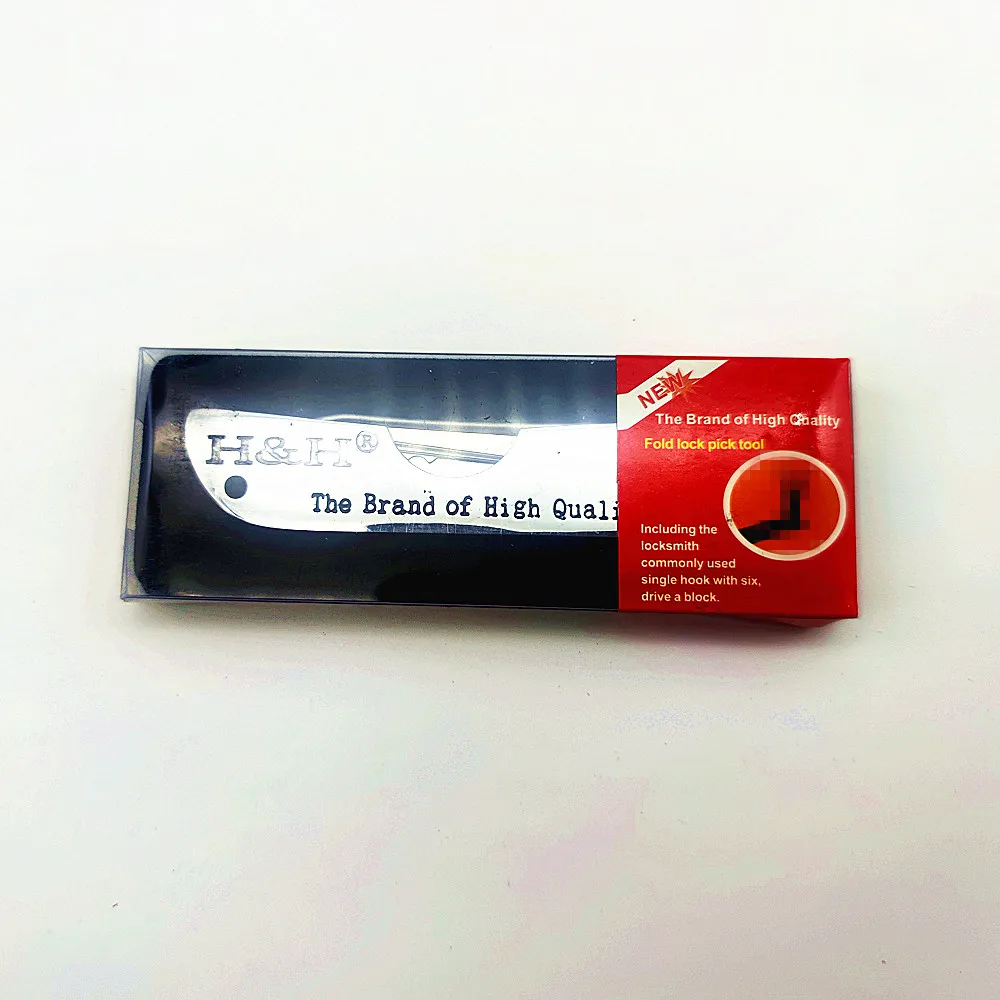 H&H®
The Brand of High Quali
NEW
The Brand of High Quality
Fold lock pick tool
Including the
locksmith
commonly used
single hook with six,
drive a block.